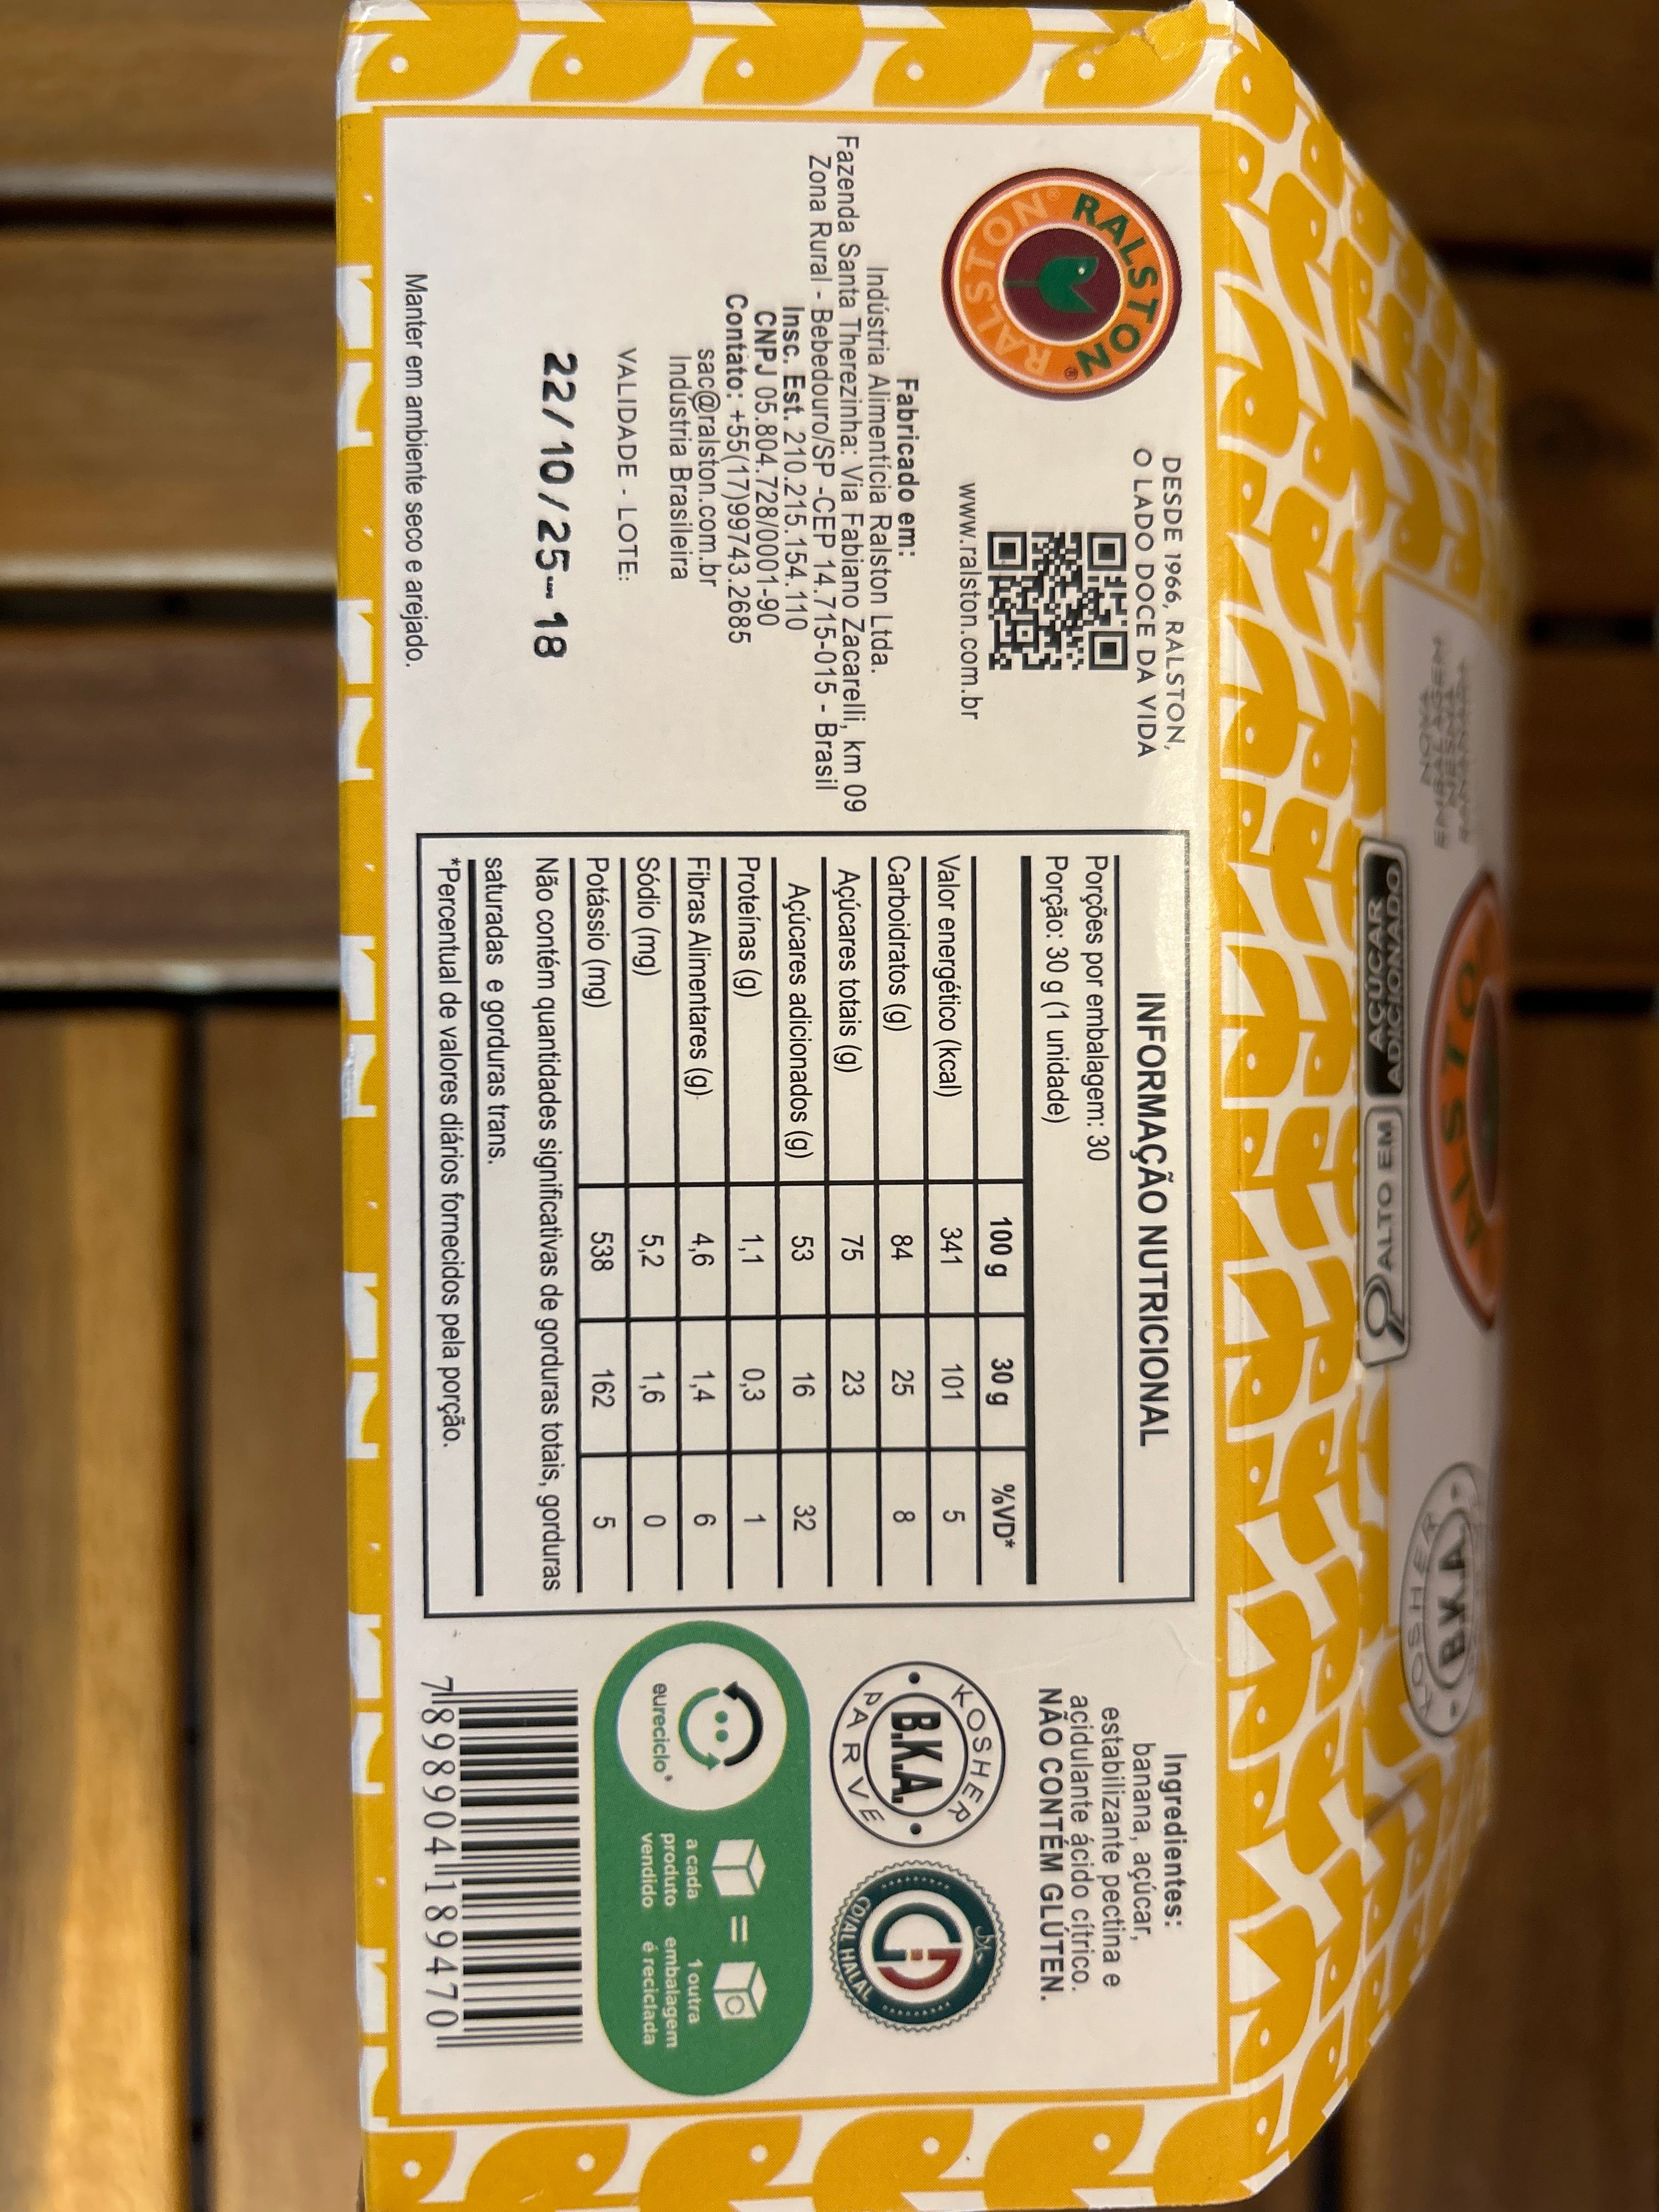 RALSTON®
RALSTON®
DESDE 1966, RALSTON,
O LADO DOCE DA VIDA
www.ralston.com.br
Fabricado em:
Indústria Alimentícia Ralston Ltda.
Fazenda Santa Therezinha: Via Fabiano Zacarelli, km 09
Zona Rural - Bebedouro/SP -CEP 14.715-015 - Brasil
Insc. Est. 210.215.154.110
CNPJ 05.804.728/0001-90
Contato: +55(17)99743.2685
sac@ralston.com.br
Indústria Brasileira
VALIDADE - LOTE:
22/10/25--18
Manter em ambiente seco e arejado.
INFORMAÇÃO NUTRICIONAL
Porções por embalagem: 30
Porção: 30 g (1 unidade)
100 g 30 g %VD*
Valor energético (kcal) 341 101 5
Carboidratos (g) 84 25 8
Açúcares totais (g) 75 23
Açúcares adicionados (g) 53 16 32
Proteínas (g) 1,1 0,3 1
Fibras Alimentares (g) 4,6 1,4 6
Sódio (mg) 5,2 1,6 0
Potássio (mg) 538 162 5
Não contém quantidades significativas de gorduras totais, gorduras
saturadas e gorduras trans.
*Percentual de valores diários fornecidos pela porção.
Ingredientes:
banana, açúcar,
estabilizante pectina e
acidulante ácido cítrico.
NÃO CONTÉM GLÚTEN.
KOSHER
B.K.A.
PARVE
حلال
CDIAL HALAL
eureciclo
a cada
produto
vendido
=
1 outra
embalagem
é reciclada
7 898904 189470
ALTO EM
AÇÚCAR
ADICIONADO
B.K.A.
KOSHER